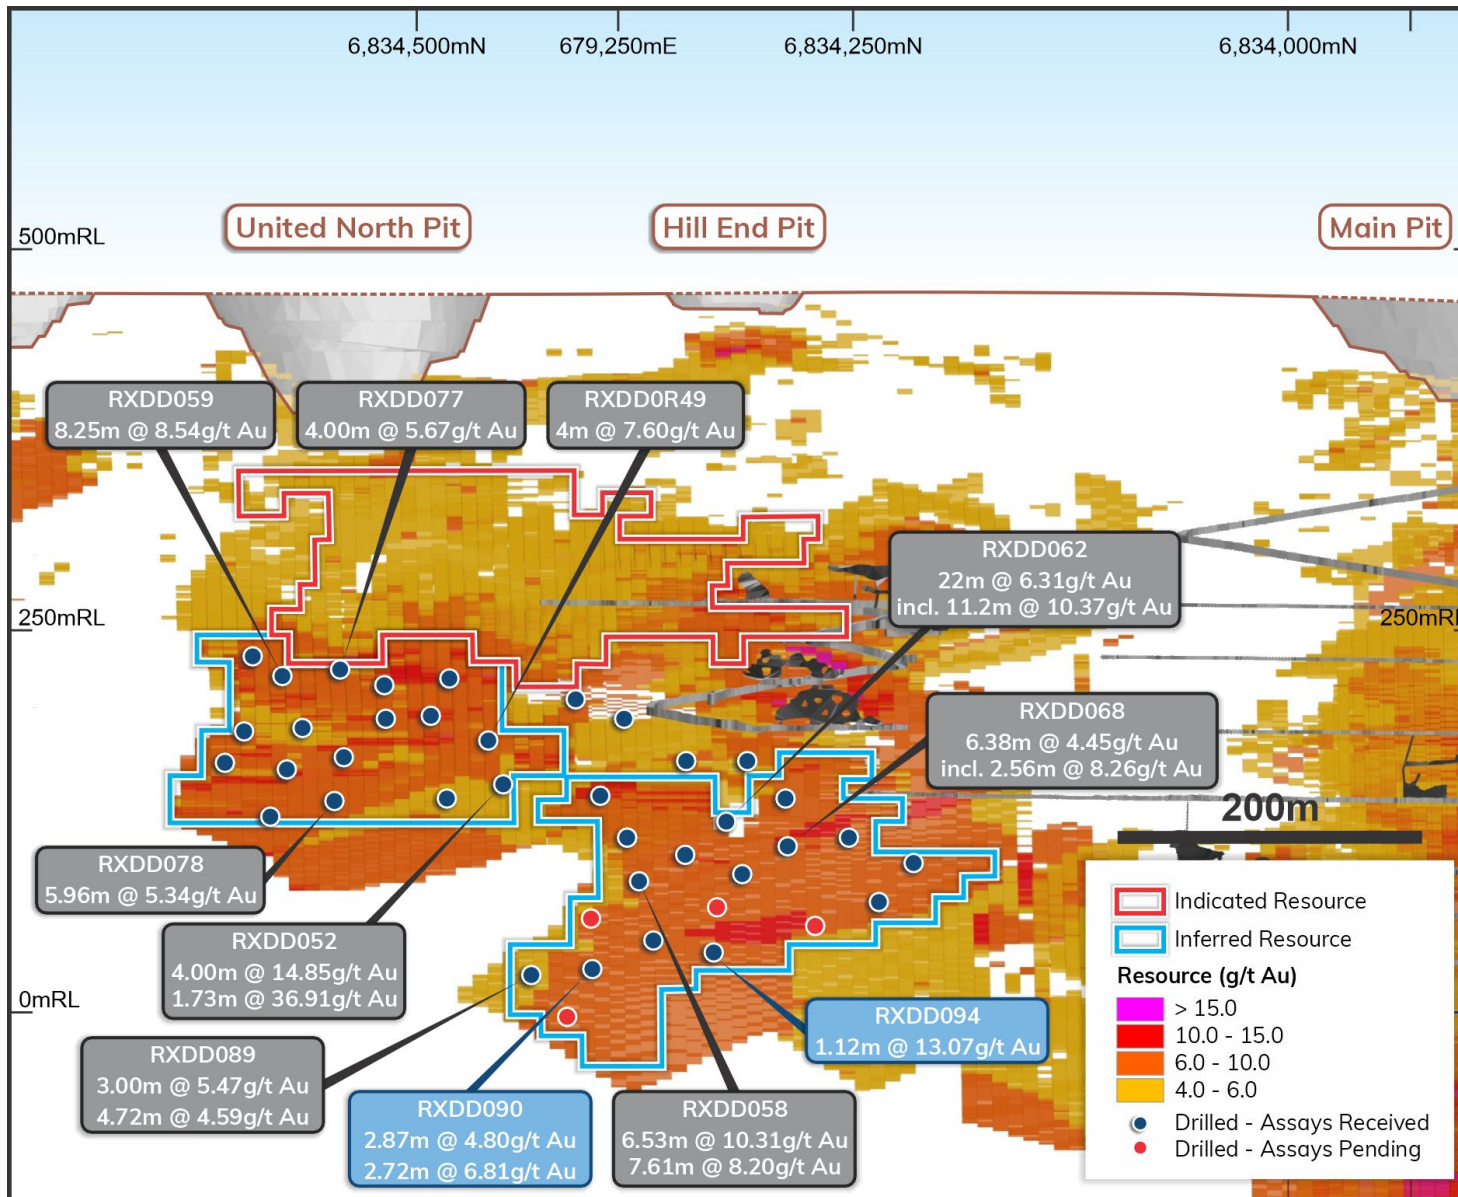 6,834,500mN
679,250mE
6,834,250mN
6,834,000mN
United North Pit
Hill End Pit
Main Pit
500mRL
RXDD059
8.25m @ 8.54g/t Au
RXDD077
4.00m @ 5.67g/t Au
RXDD0R49
4m @ 7.60g/t Au
RXDD062
22m @ 6.31g/t Au
incl. 11.2m @ 10.37g/t Au
250mRL
250mRL
RXDD068
6.38m @ 4.45g/t Au
incl. 2.56m @ 8.26g/t Au
200m
RXDD078
5.96m @ 5.34g/t Au
RXDD052
4.00m @ 14.85g/t Au
1.73m @ 36.91g/t Au
0mRL
RXDD089
3.00m @ 5.47g/t Au
4.72m @ 4.59g/t Au
RXDD090
2.87m @ 4.80g/t Au
2.72m @ 6.81g/t Au
RXDD058
6.53m @ 10.31g/t Au
7.61m @ 8.20g/t Au
RXDD094
1.12m @ 13.07g/t Au
Indicated Resource
Inferred Resource
Resource (g/t Au)
> 15.0
10.0 - 15.0
6.0 - 10.0
4.0 - 6.0
Drilled - Assays Received
Drilled - Assays Pending